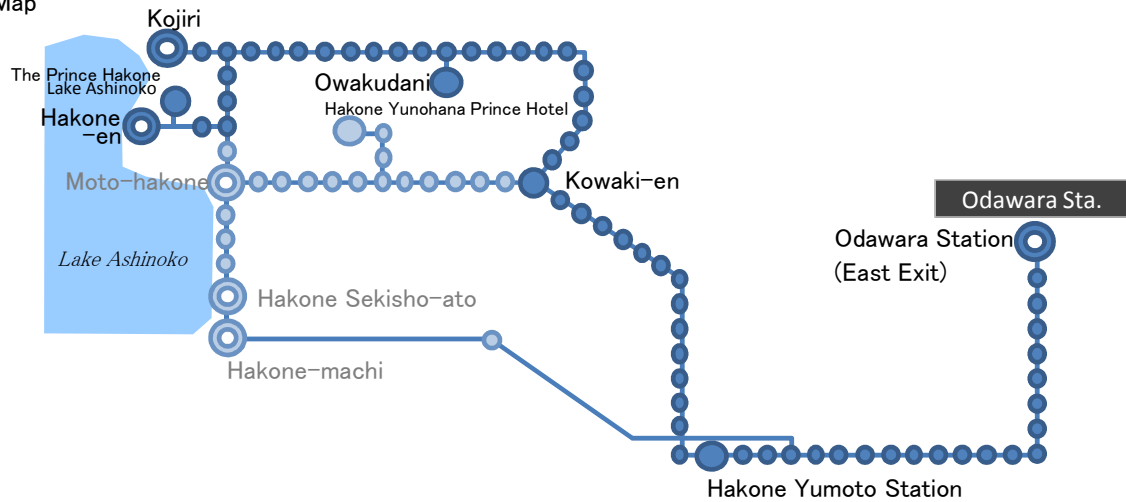 Map
Kojiri
The Prince Hakone
Lake Ashinoko
Owakudani
Hakone Yunohana Prince Hotel
Hakone
-en
Moto-hakone
Kowaki-en
Odawara Sta.
Odawara Station
(East Exit)
Lake Ashinoko
Hakone Sekisho-ato
Hakone-machi
Hakone Yumoto Station